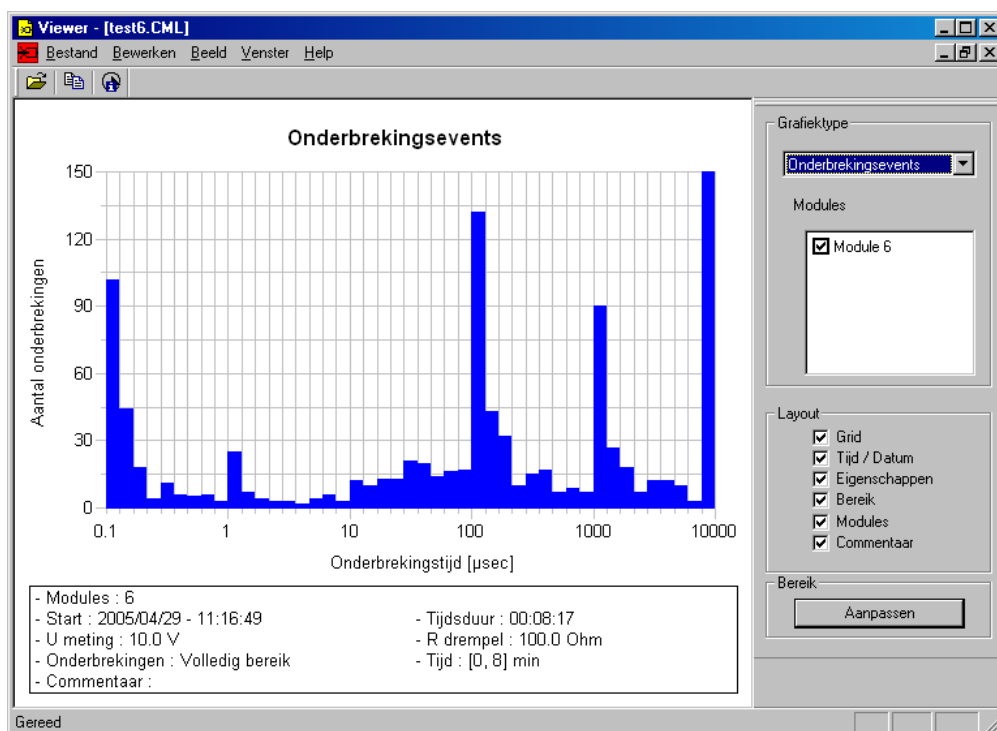 Viewer - [test6.CML]
Bestand Bewerken Beeld Venster Help
Onderbrekingsevents
Aantal onderbrekingen
150
120
90
60
30
0
0.1 1 10 100 1000 10000
Onderbrekingstijd [µsec]
- Modules : 6
- Start : 2005/04/29 - 11:16:49 - Tijdsduur : 00:08:17
- U meting : 10.0 V - R drempel : 100.0 Ohm
- Onderbrekingen : Volledig bereik - Tijd : [0, 8] min
- Commentaar :
Grafiektype
Onderbrekingsevents
Modules
Module 6
Layout
Grid
Tijd / Datum
Eigenschappen
Bereik
Modules
Commentaar
Bereik
Aanpassen
Gereed